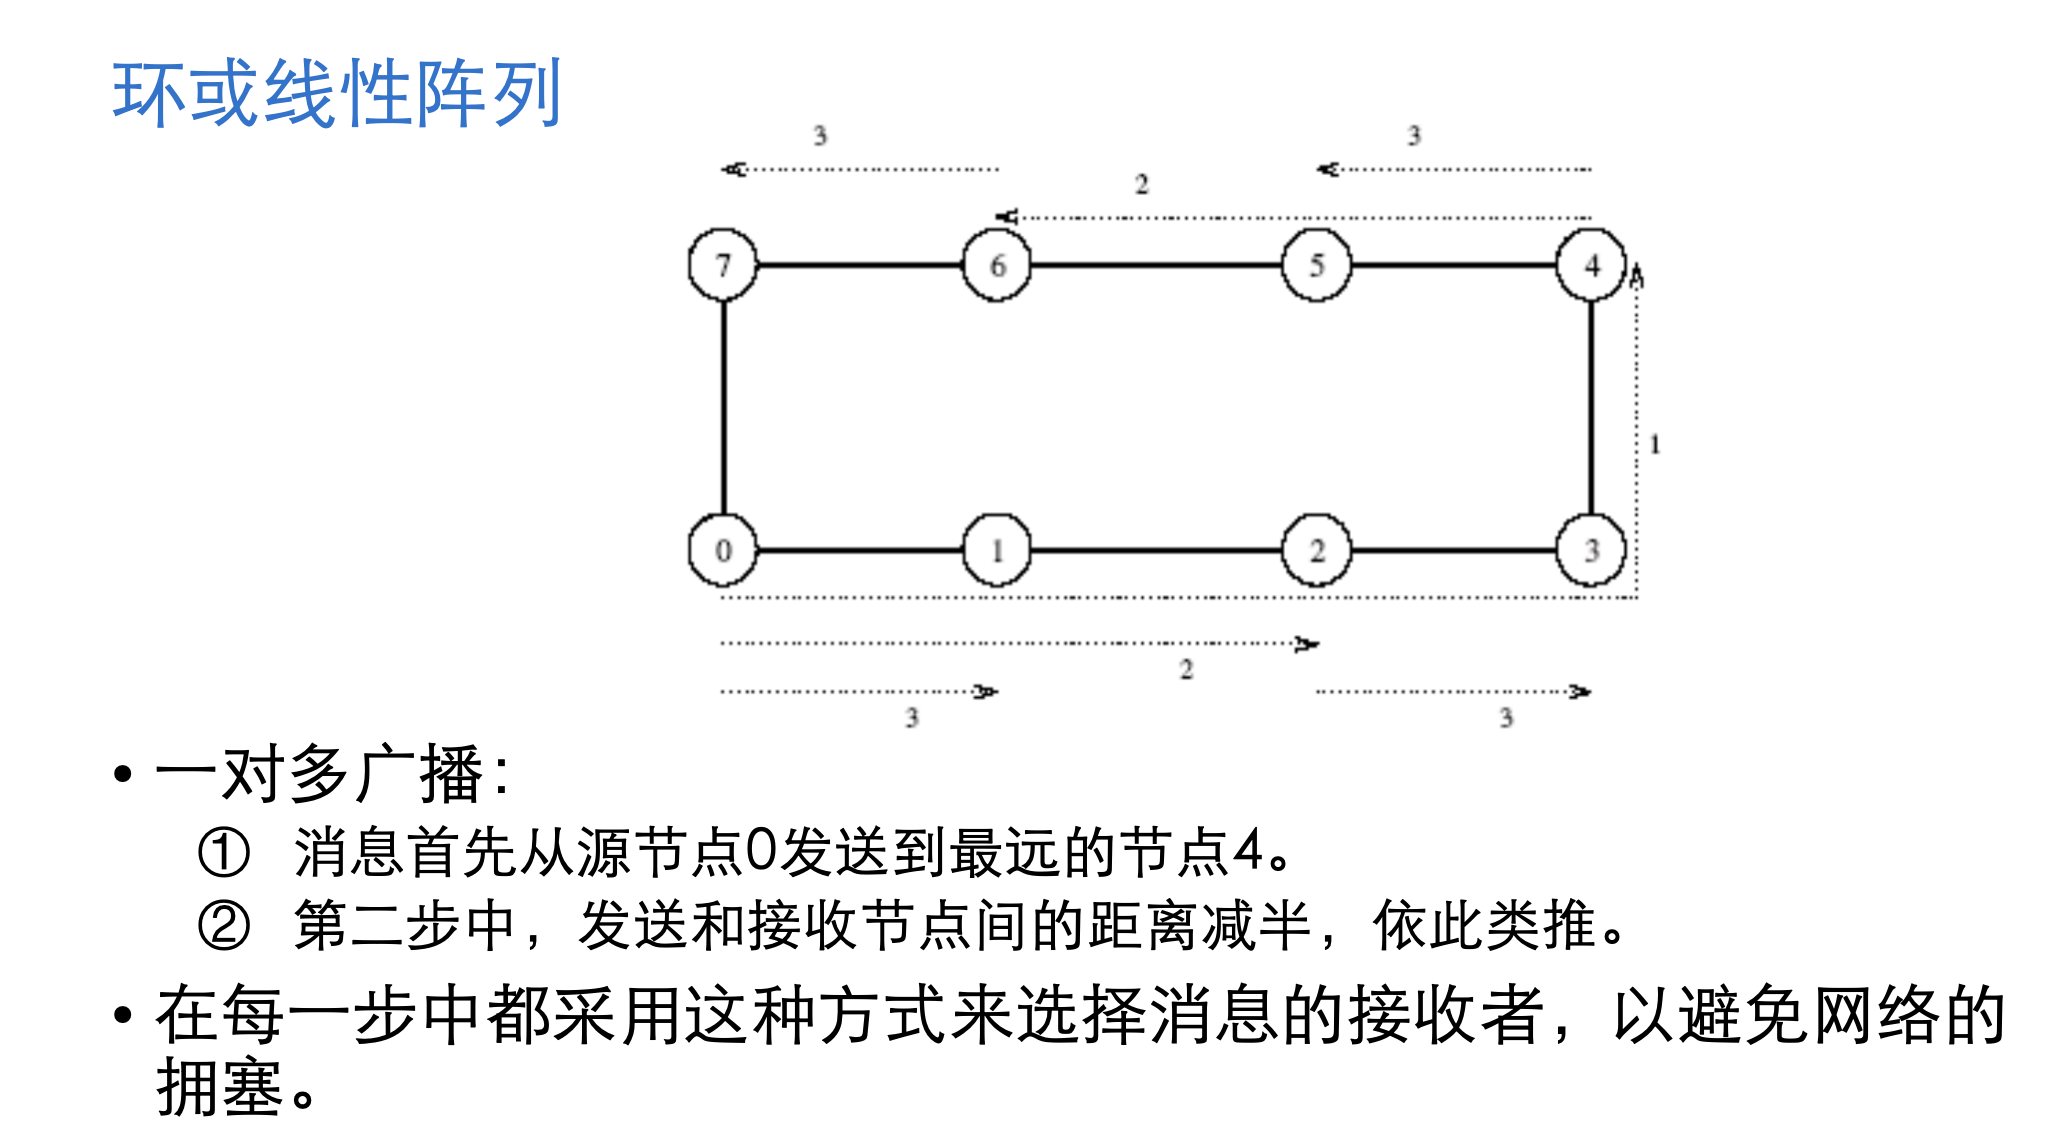 环或线性阵列
3 3
2
7 6 5 4
1
0 1 2 3
2
3 3
• 一对多广播：
① 消息首先从源节点0发送到最远的节点4。
② 第二步中，发送和接收节点间的距离减半，依此类推。
• 在每一步中都采用这种方式来选择消息的接收者，以避免网络的
拥塞。